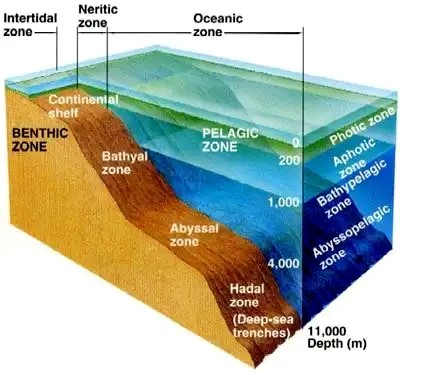 Intertidal
zone
Neritic
zone
Oceanic
zone
Continental
shelf
BENTHIC
ZONE
PELAGIC
ZONE
Bathyal
zone
Abyssal
zone
Hadal
zone
(Deep-sea
trenches)
0
200
1,000
4,000
11,000
Depth (m)
Photic zone
Aphotic
zone
Bathypelagic
zone
Abyssopelagic
zone